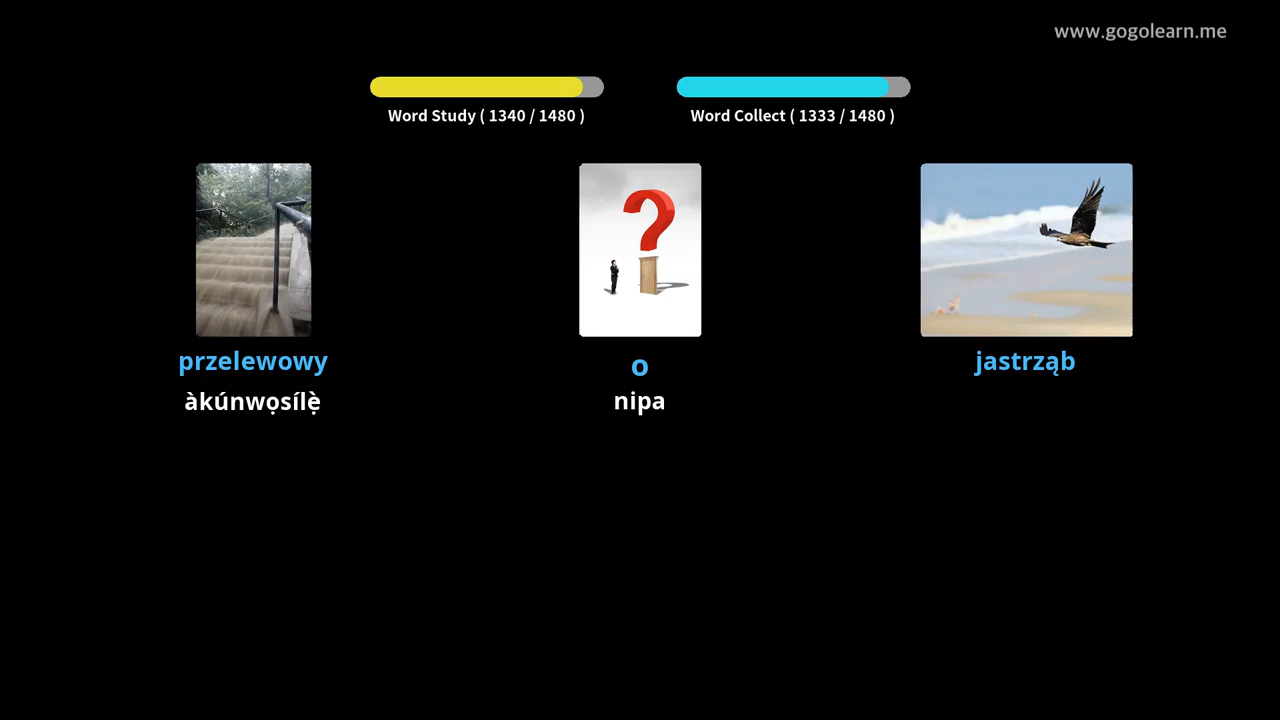 www.gogolearn.me
Word Study ( 1340 / 1480 )
Word Collect ( 1333 / 1480 )
przelewowy
àkúnwọsílẹ̀
o
nipa
jastrząb